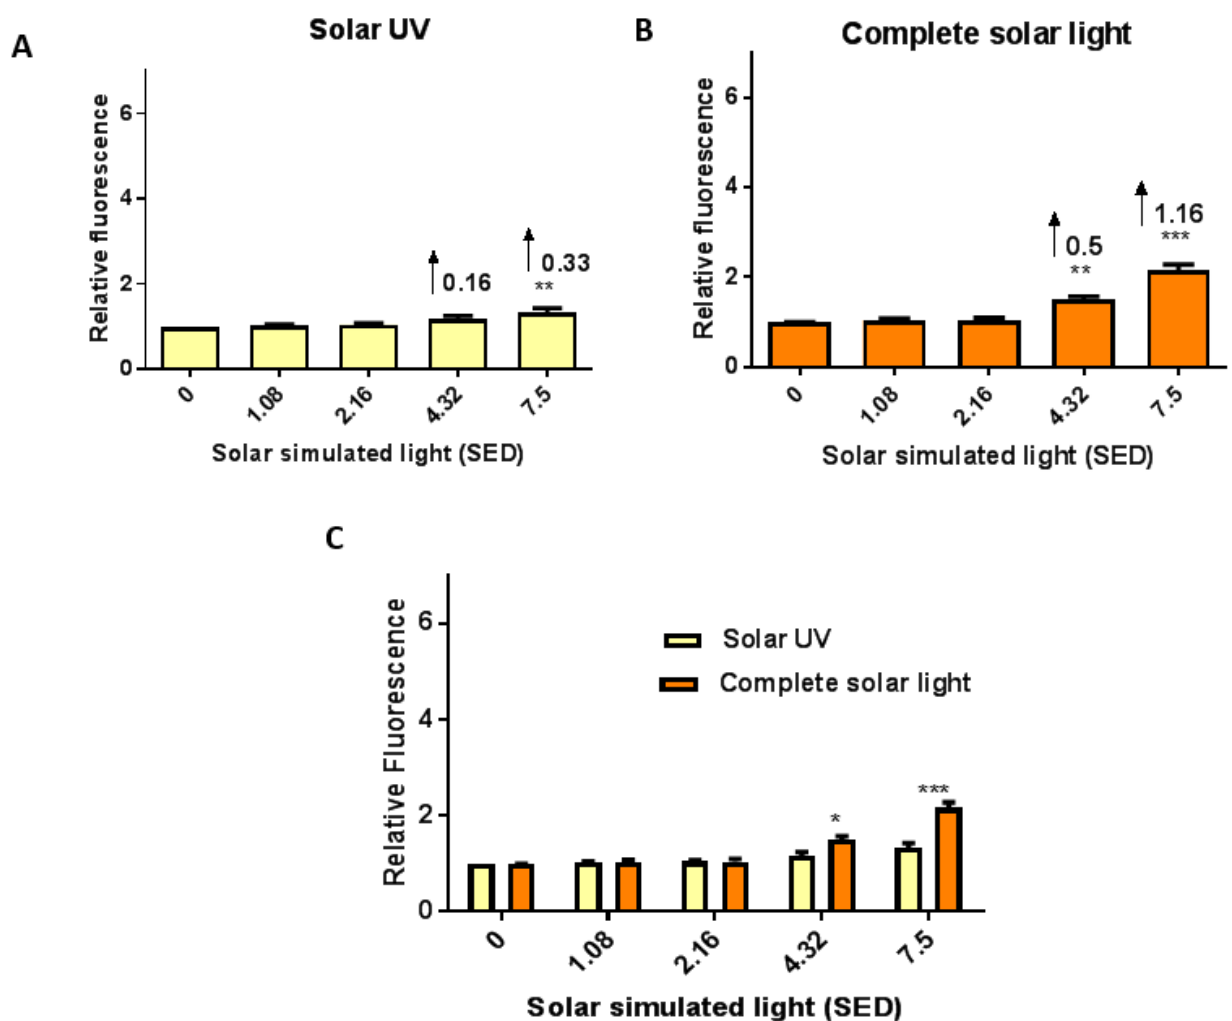 A
Solar UV
Relative fluorescence
6
4
2
0
0.16
0.33
**
0
1.08
2.16
4.32
7.5
Solar simulated light (SED)
B
Complete solar light
Relative fluorescence
6
4
2
0
0.5
**
1.16
***
0
1.08
2.16
4.32
7.5
Solar simulated light (SED)
C
Relative Fluorescence
6
4
2
0
Solar UV
Complete solar light
*
***
0
1.08
2.16
4.32
7.5
Solar simulated light (SED)